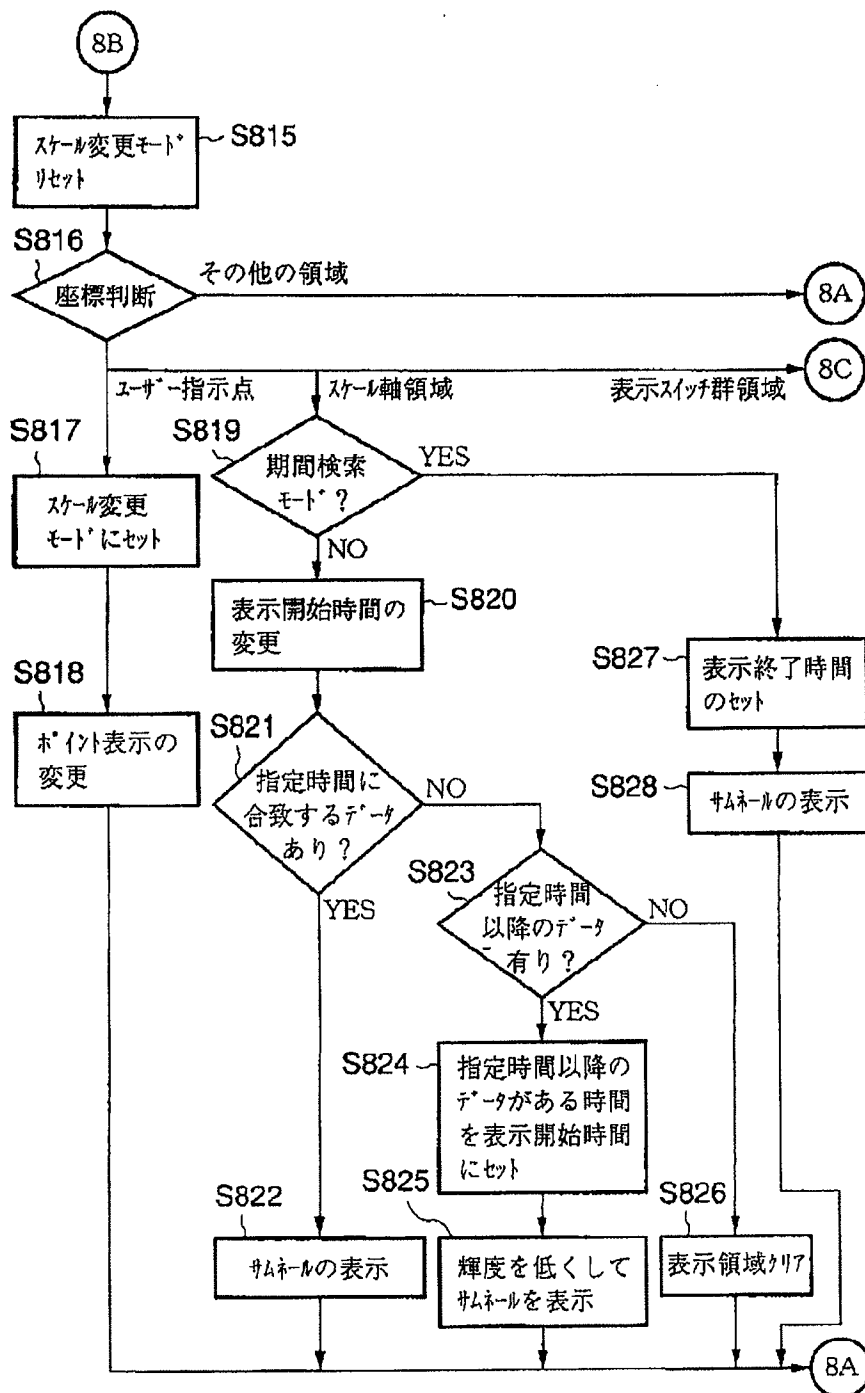 8B
スケール変更モード
リセット
S815
S816
座標判断
その他の領域
8A
ユーザー指示点
スケール軸領域
表示スイッチ群領域
8C
S817
スケール変更
モードにセット
S819
期間検索
モード？
YES
NO
S820
表示開始時間の
変更
S818
ポイント表示の
変更
S821
指定時間に
合致するデータ
あり？
NO
YES
S827
表示終了時間
のセット
S828
サムネールの表示
S823
指定時間
以降のデータ
有り？
NO
YES
S824
指定時間以降の
データがある時間
を表示開始時間
にセット
S822
サムネールの表示
S825
輝度を低くして
サムネールを表示
S826
表示領域クリア
8A